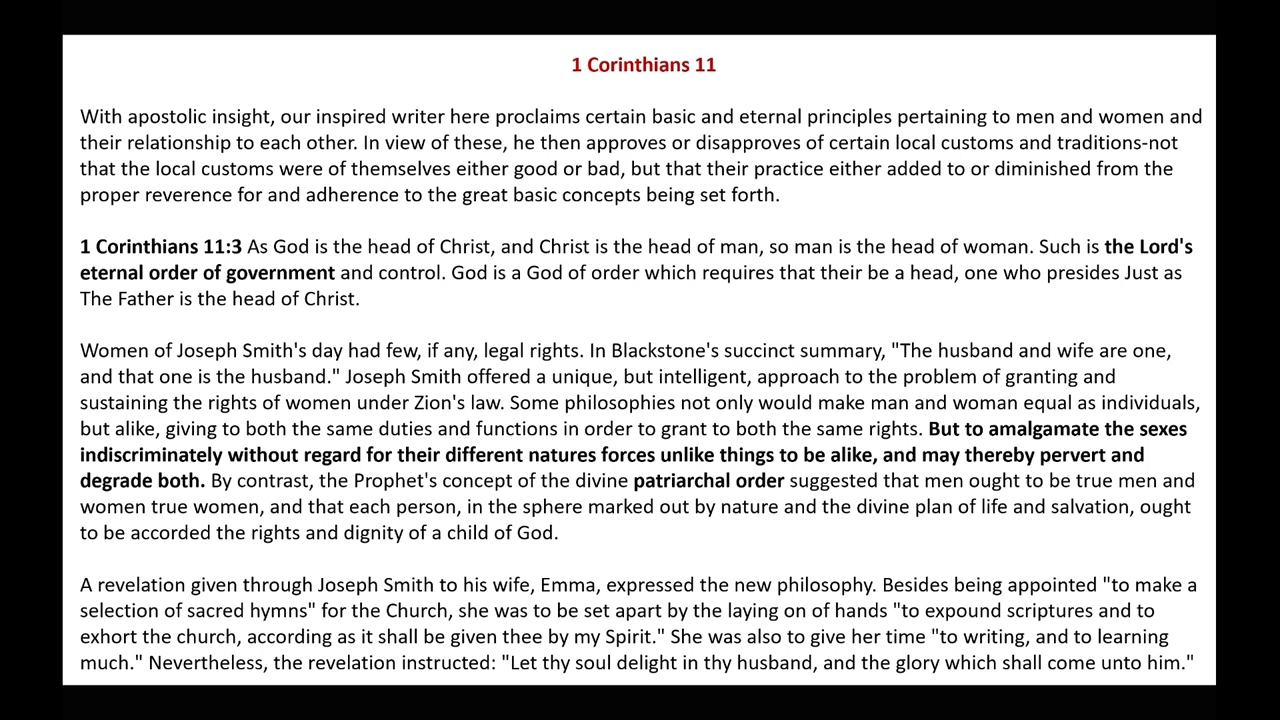 1 Corinthians 11
With apostolic insight, our inspired writer here proclaims certain basic and eternal principles pertaining to men and women and
their relationship to each other. In view of these, he then approves or disapproves of certain local customs and traditions-not
that the local customs were of themselves either good or bad, but that their practice either added to or diminished from the
proper reverence for and adherence to the great basic concepts being set forth.
1 Corinthians 11:3 As God is the head of Christ, and Christ is the head of man, so man is the head of woman. Such is the Lord's
eternal order of government and control. God is a God of order which requires that their be a head, one who presides Just as
The Father is the head of Christ.
Women of Joseph Smith's day had few, if any, legal rights. In Blackstone's succinct summary, "The husband and wife are one,
and that one is the husband." Joseph Smith offered a unique, but intelligent, approach to the problem of granting and
sustaining the rights of women under Zion's law. Some philosophies not only would make man and woman equal as individuals,
but alike, giving to both the same duties and functions in order to grant to both the same rights. But to amalgamate the sexes
indiscriminately without regard for their different natures forces unlike things to be alike, and may thereby pervert and
degrade both. By contrast, the Prophet's concept of the divine patriarchal order suggested that men ought to be true men and
women true women, and that each person, in the sphere marked out by nature and the divine plan of life and salvation, ought
to be accorded the rights and dignity of a child of God.
A revelation given through Joseph Smith to his wife, Emma, expressed the new philosophy. Besides being appointed "to make a
selection of sacred hymns" for the Church, she was to be set apart by the laying on of hands "to expound scriptures and to
exhort the church, according as it shall be given thee by my Spirit." She was also to give her time "to writing, and to learning
much." Nevertheless, the revelation instructed: "Let thy soul delight in thy husband, and the glory which shall come unto him."